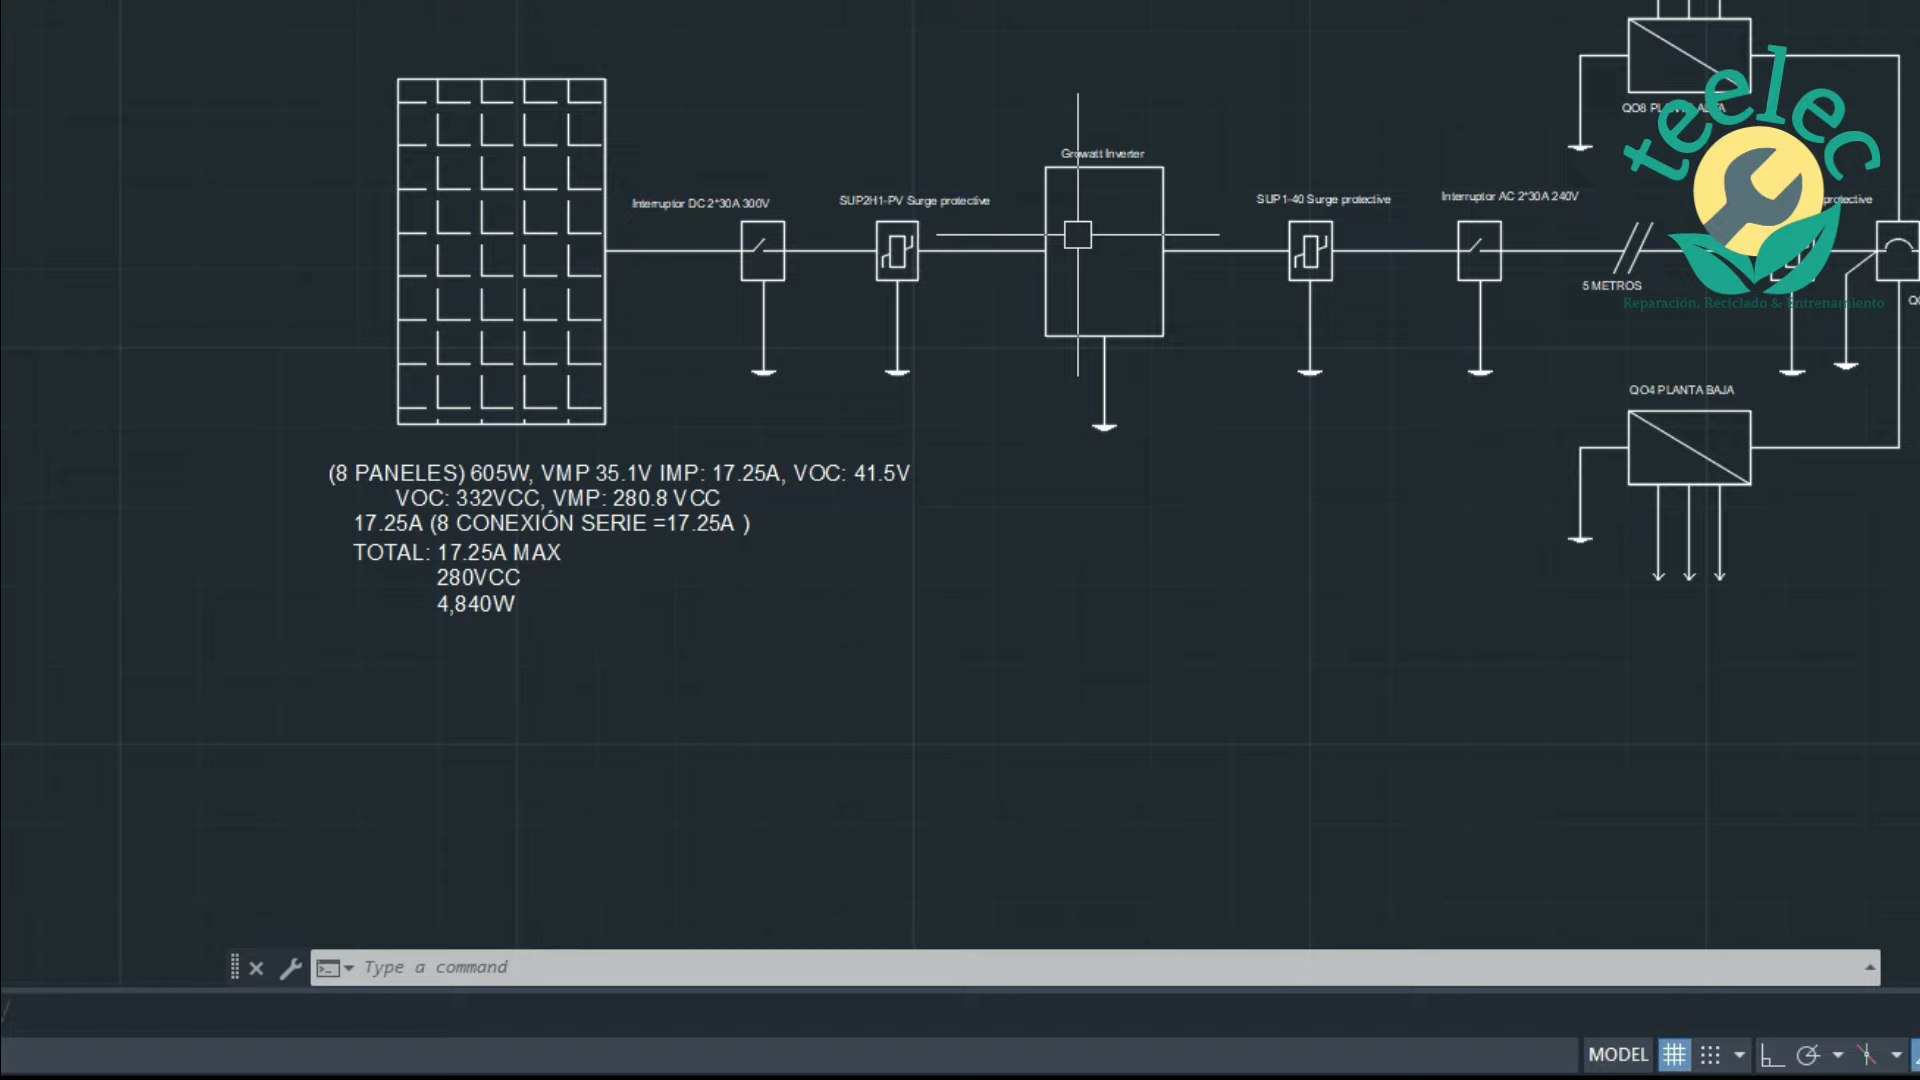 teelec
Reparación, Reciclado & Entrenamiento
Growatt Inverter
Interruptor DC 2*30A 300V
SUP2H1-PV Surge protective
SUP1-40 Surge protective
Interruptor AC 2*30A 240V
protective
5 METROS
QO4 PLANTA BAJA
(8 PANELES) 605W, VMP 35.1V IMP: 17.25A, VOC: 41.5V
VOC: 332VCC, VMP: 280.8 VCC
17.25A (8 CONEXIÓN SERIE =17.25A )
TOTAL: 17.25A MAX
280VCC
4,840W
Type a command
MODEL